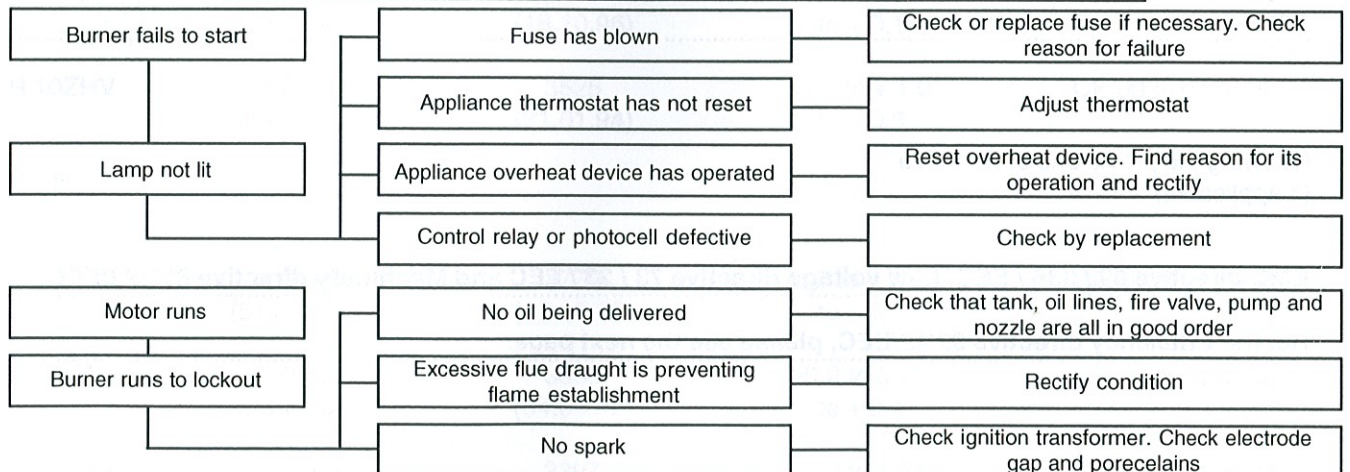 Burner fails to start
Fuse has blown
Check or replace fuse if necessary. Check
reason for failure
Appliance thermostat has not reset
Adjust thermostat
Lamp not lit
Appliance overheat device has operated
Reset overheat device. Find reason for its
operation and rectify
Control relay or photocell defective
Check by replacement
Motor runs
No oil being delivered
Check that tank, oil lines, fire valve, pump and
nozzle are all in good order
Burner runs to lockout
Excessive flue draught is preventing
flame establishment
Rectify condition
No spark
Check ignition transformer. Check electrode
gap and porecelains